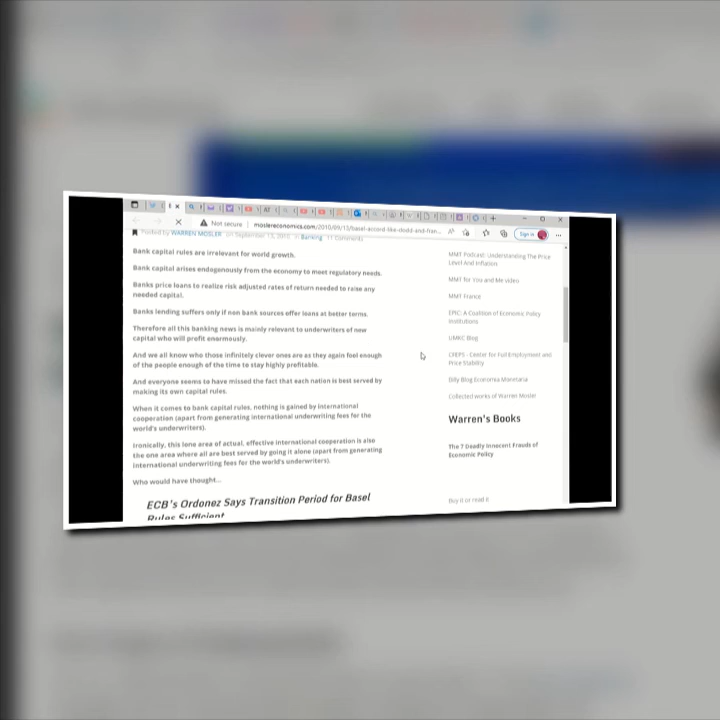 Not secure | moslereconomics.com/2010/09/13/basel-accord-like-dodd-and-fran...
Sign in
Posted by WARREN MOSLER on September 13, 2010 in Banking 11 Comments
Bank capital rules are irrelevant for world growth.
Bank capital arises endogenously from the economy to meet regulatory needs.
Banks price loans to realize risk adjusted rates of return needed to raise any
needed capital.
Banks lending suffers only if non bank sources offer loans at better terms.
Therefore all this banking news is mainly relevant to underwriters of new
capital who will profit enormously.
And we all know who those infinitely clever ones are as they again fool enough
of the people enough of the time to stay highly profitable.
And everyone seems to have missed the fact that each nation is best served by
making its own capital rules.
When it comes to bank capital rules, nothing is gained by international
cooperation (apart from generating international underwriting fees for the
world's underwriters).
Ironically, this lone area of actual, effective international cooperation is also
the one area where all are best served by going it alone (apart from generating
international underwriting fees for the world's underwriters).
Who would have thought...
ECB's Ordonez Says Transition Period for Basel
Rules Sufficient
MMT Podcast: Understanding The Price
Level And Inflation
MMT for You and Me video
MMT France
EPIC: A Coalition of Economic Policy
Institutions
UMKC Blog
CFEPS - Center for Full Employment and
Price Stability
Billy Blog Economia Monetaria
Collected works of Warren Mosler
Warren's Books
The 7 Deadly Innocent Frauds of
Economic Policy
Buy it or read it